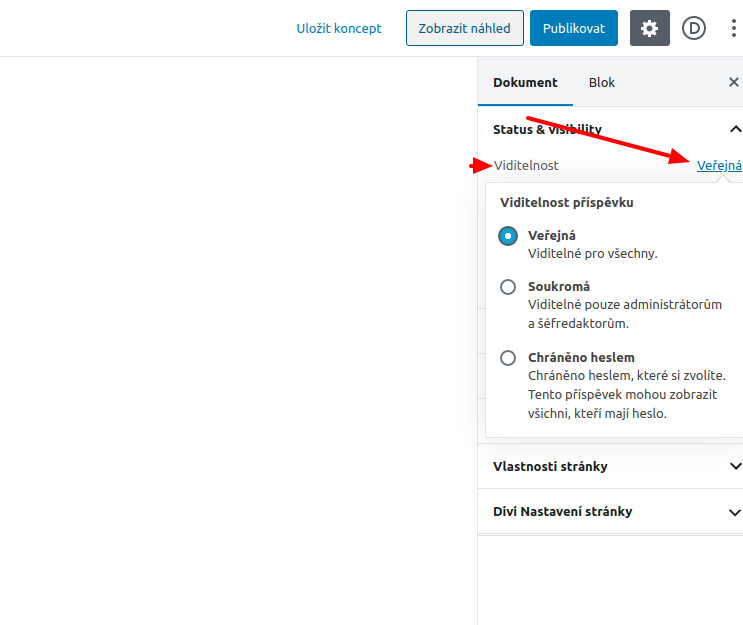 Uložit koncept Zobrazit náhled Publikovat D
Dokument Blok
Status & visibility
Viditelnost Veřejná
Viditelnost příspěvku
Veřejná
Viditelné pro všechny.
Soukromá
Viditelné pouze administrátorům
a šéfredaktorům.
Chráněno heslem
Chráněno heslem, které si zvolíte.
Tento příspěvek mohou zobrazit
všichni, kteří mají heslo.
Vlastnosti stránky
Divi Nastavení stránky